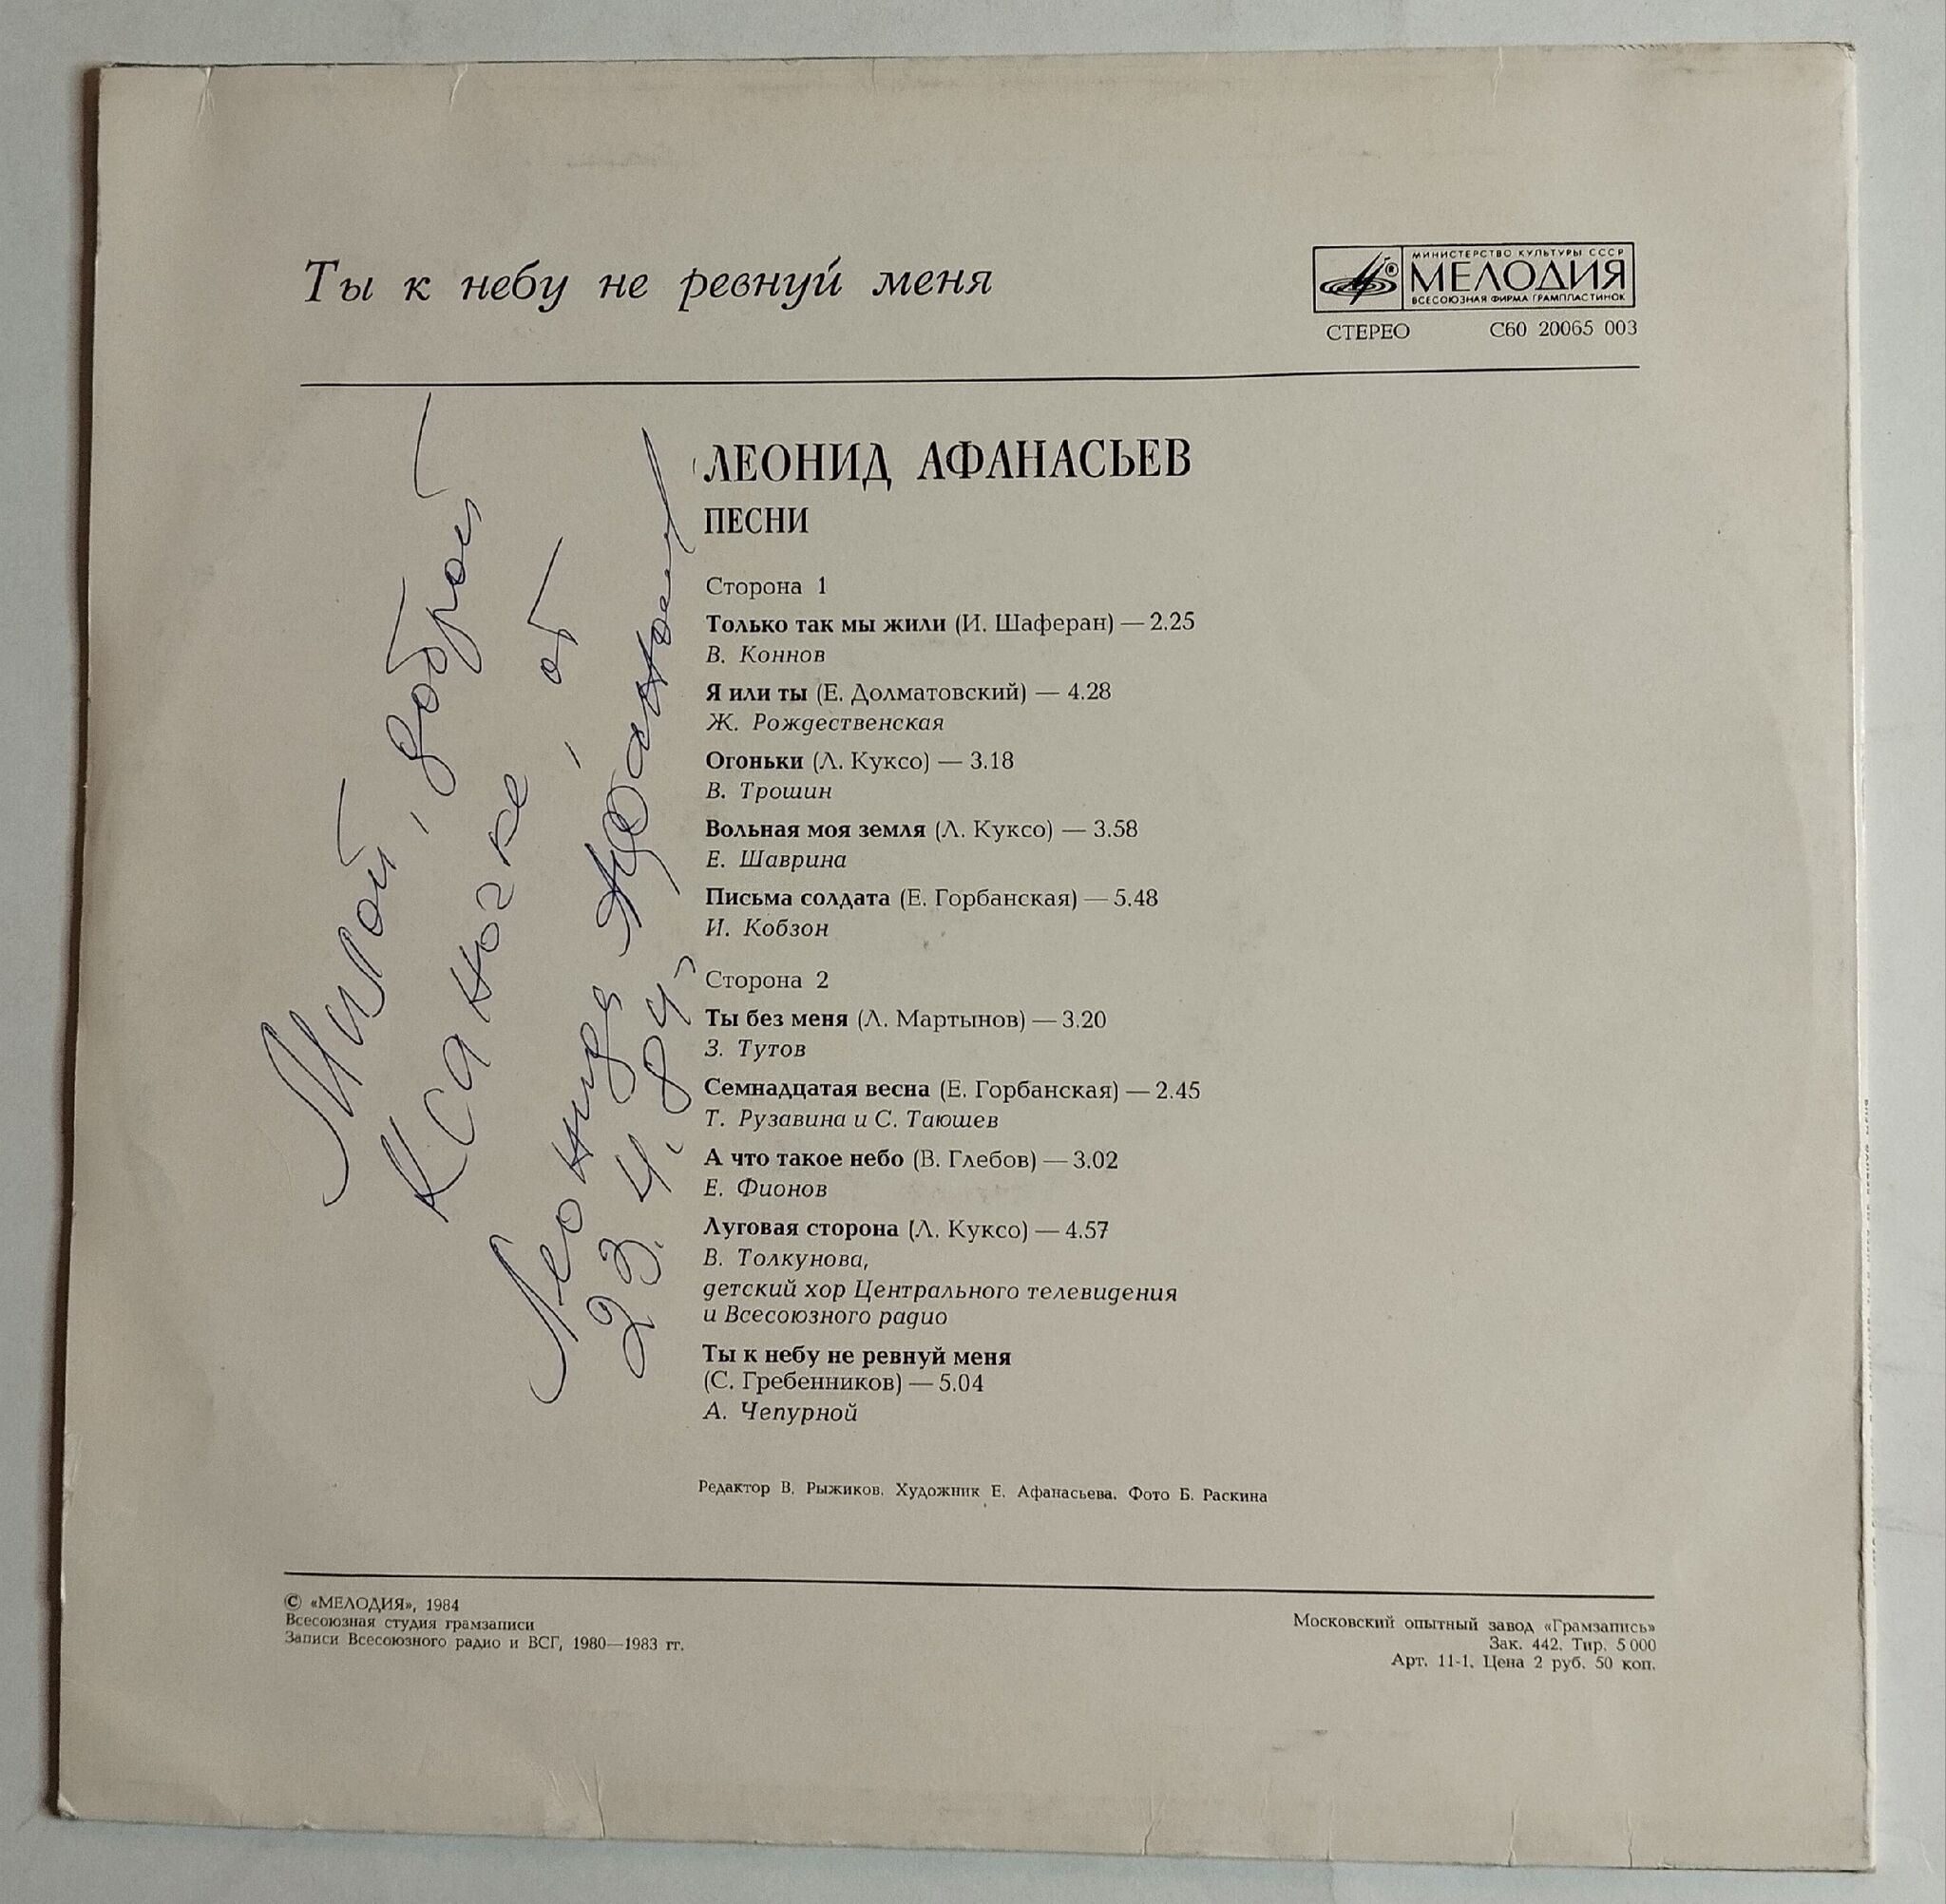 Ты к небу не ревнуй меня
МИНИСТЕРСТВО КУЛЬТУРЫ СССР
МЕЛОДИЯ
ВСЕСОЮЗНАЯ ФИРМА ГРАМПЛАСТИНОК
СТЕРЕО С60 20065 003
Милой, доброй
Ксаночке, от
Леонида Афанасьева
23.4.84
ЛЕОНИД АФАНАСЬЕВ
ПЕСНИ
Сторона 1
Только так мы жили (И. Шаферан) — 2.25
В. Коннов
Я или ты (Е. Долматовский) — 4.28
Ж. Рождественская
Огоньки (Л. Куксо) — 3.18
В. Трошин
Вольная моя земля (Л. Куксо) — 3.58
Е. Шаврина
Письма солдата (Е. Горбанская) — 5.48
И. Кобзон
Сторона 2
Ты без меня (Л. Мартынов) — 3.20
З. Тутов
Семнадцатая весна (Е. Горбанская) — 2.45
Т. Рузавина и С. Таюшев
А что такое небо (В. Глебов) — 3.02
Е. Фионов
Луговая сторона (Л. Куксо) — 4.57
В. Толкунова,
детский хор Центрального телевидения
и Всесоюзного радио
Ты к небу не ревнуй меня
(С. Гребенников) — 5.04
А. Чепурной
Редактор В. Рыжиков. Художник Е. Афанасьева. Фото Б. Раскина
© «МЕЛОДИЯ», 1984
Всесоюзная студия грамзаписи
Записи Всесоюзного радио и ВСГ, 1980—1983 гг.
Московский опытный завод «Грамзапись»
Зак. 442. Тир. 5 000
Арт. 11-1. Цена 2 руб. 50 коп.